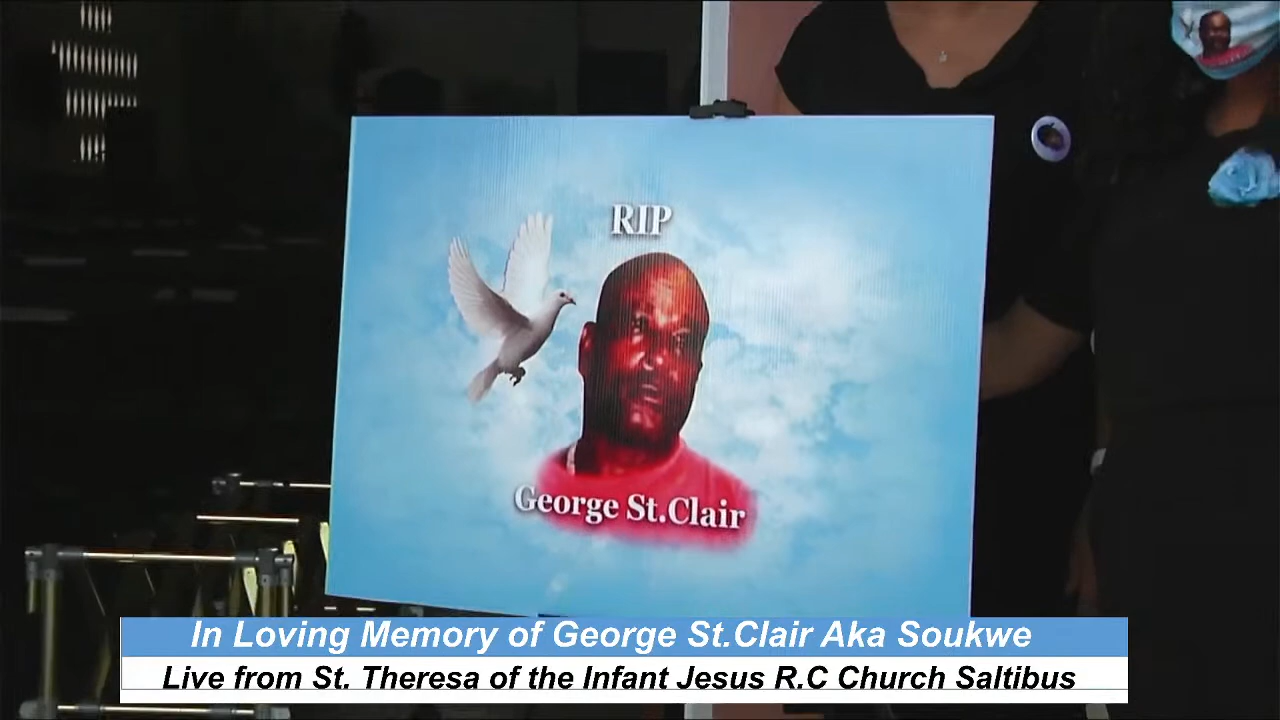 RIP
George St.Clair
In Loving Memory of George St.Clair Aka Soukwe
Live from St. Theresa of the Infant Jesus R.C Church Saltibus